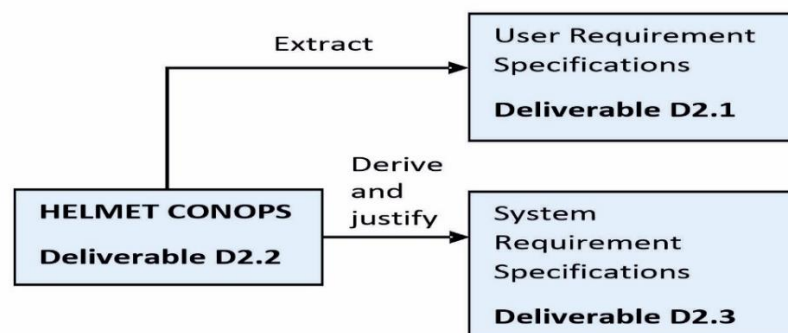 Extract
User Requirement
Specifications
Deliverable D2.1
Derive
and
justify
HELMET CONOPS
Deliverable D2.2
System
Requirement
Specifications
Deliverable D2.3